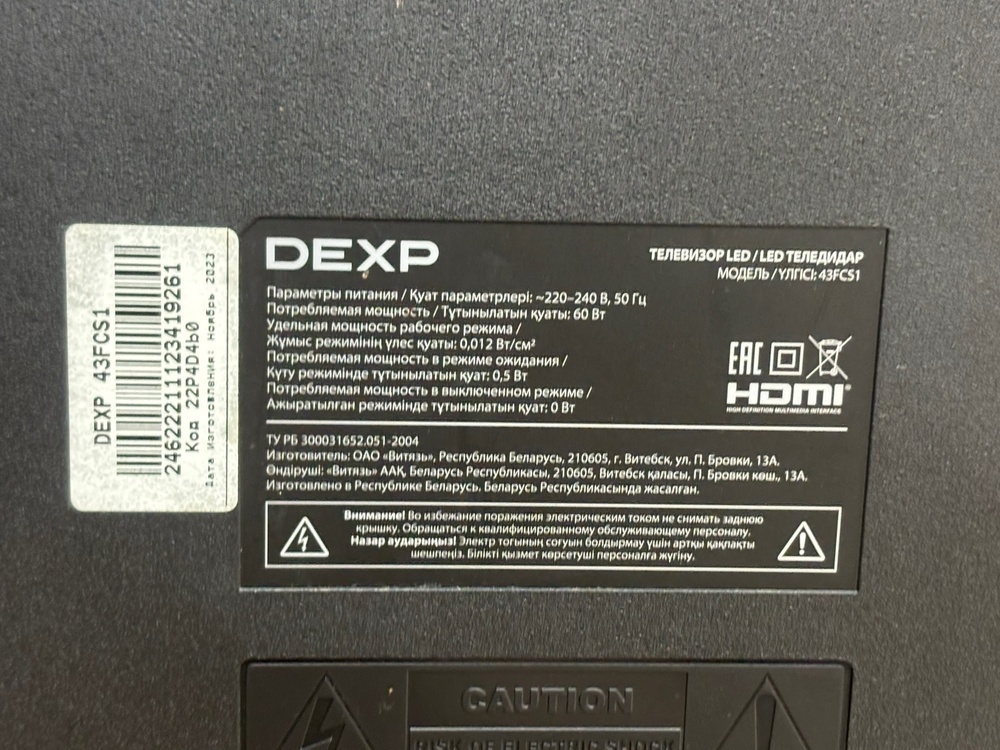 DEXP 43FCS1
2462221112341926​1
Код 22P4D4b0
Дата изготовления: ноябрь 2023
DEXP
ТЕЛЕВИЗОР LED / LED ТЕЛЕДИДАР
МОДЕЛЬ / ҮЛГІСІ: 43FCS1
Параметры питания / Қуат параметрлері: ~220–240 В, 50 Гц
Потребляемая мощность / Тұтынылатын қуаты: 60 Вт
Удельная мощность рабочего режима /
Жұмыс режимінің үлес қуаты: 0,012 Вт/см²
Потребляемая мощность в режиме ожидания /
Күту режимінде тұтынылатын қуат: 0,5 Вт
Потребляемая мощность в выключенном режиме /
Ажыратылған режимінде тұтынылатын қуат: 0 Вт
EAC
HDMI
HIGH DEFINITION MULTIMEDIA INTERFACE
ТУ РБ 300031652.051-2004
Изготовитель: ОАО «Витязь», Республика Беларусь, 210605, г. Витебск, ул. П. Бровки, 13А.
Өндіруші: «Витязь» ААҚ, Беларусь Республикасы, 210605, Витебск қаласы, П. Бровки көш., 13А.
Изготовлено в Республике Беларусь. Беларусь Республикасында жасалған.
Внимание! Во избежание поражения электрическим током не снимать заднюю
крышку. Обращаться к квалифицированному обслуживающему персоналу.
Назар аударыңыз! Электр тогының соғуын болдырмау үшін артқы қақпақты
шешпеңіз. Білікті қызмет көрсетуші персоналға жүгіну.
CAUTION
RISK OF ELECTRIC SHOCK